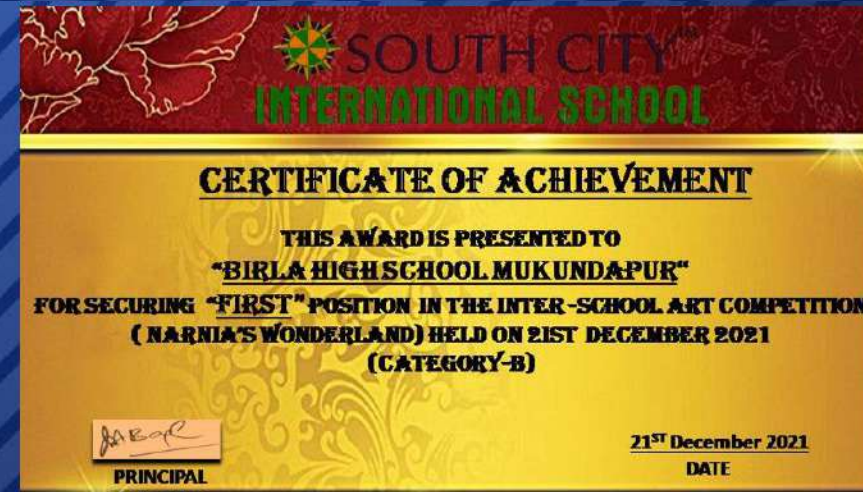 SOUTH CITY
INTERNATIONAL SCHOOL
CERTIFICATE OF ACHIEVEMENT
THIS AWARD IS PRESENTED TO
"BIRLA HIGH SCHOOL MUKUNDAPUR"
FOR SECURING "FIRST" POSITION IN THE INTER-SCHOOL ART COMPETITION
( NARNIA'S WONDERLAND) HELD ON 21ST DECEMBER 2021
(CATEGORY-B)
21ST December 2021
PRINCIPAL
DATE